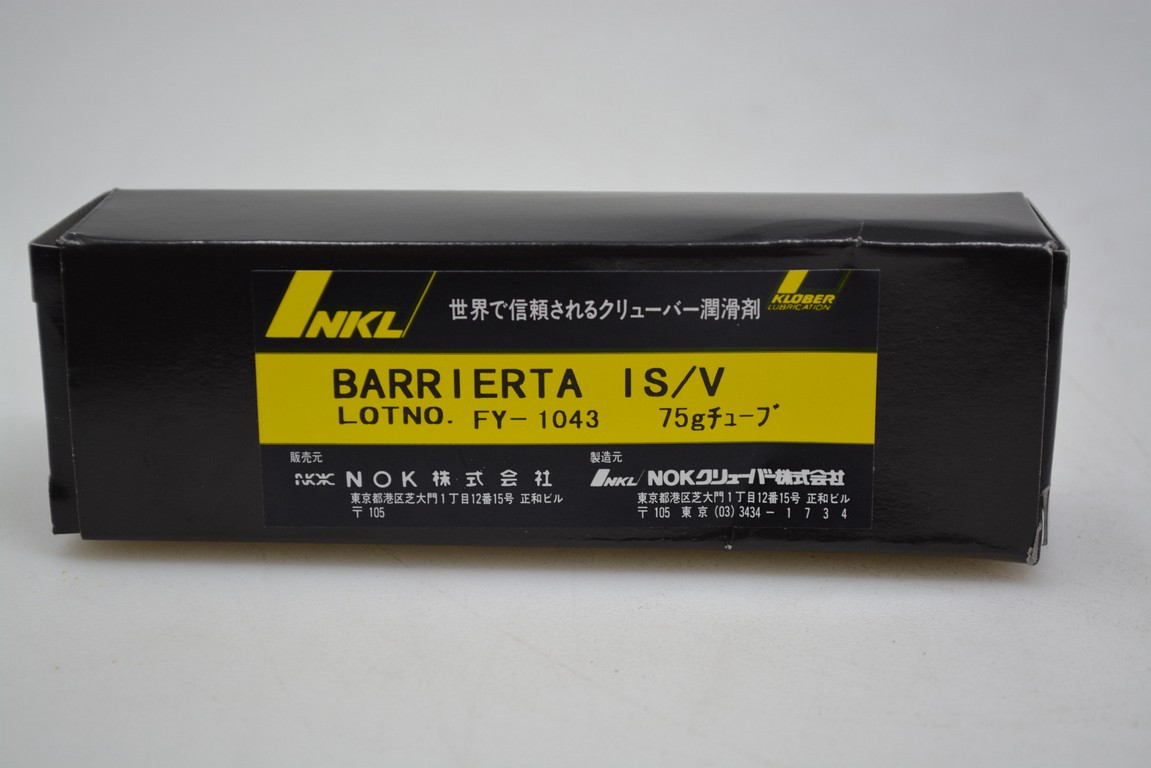 NKL
世界で信頼されるクリューバー潤滑剤
KLÜBER
LUBRICATION
BARRIERTA IS/V
LOTNO. FY-1043 75gチューブ
販売元
NOK NOK株式会社
東京都港区芝大門1丁目12番15号 正和ビル
〒105
製造元
NKL NOKクリューバー株式会社
東京都港区芝大門1丁目12番15号 正和ビル
〒105 東京 (03) 3434-1734